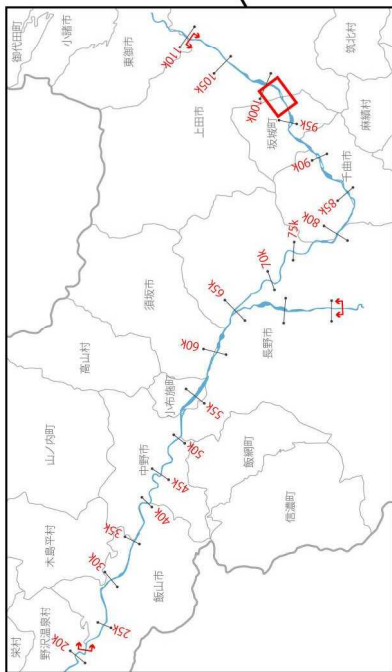 御代田町
小諸市
東御市
上田市
筑北村
麻績村
坂城町
千曲市
長野市
須坂市
高山村
小布施町
山ノ内町
中野市
飯綱町
信濃町
木島平村
飯山市
野沢温泉村
栄村
110k
105k
100k
95k
90k
85k
80k
75k
70k
65k
60k
55k
50k
45k
40k
35k
30k
25k
20k